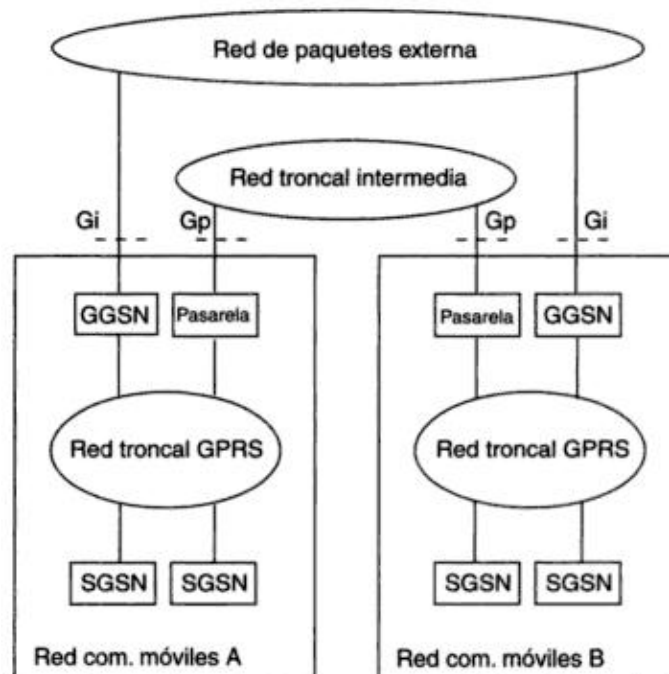 Red de paquetes externa
Red troncal intermedia
Gi Gp Gp Gi
GGSN Pasarela Pasarela GGSN
Red troncal GPRS Red troncal GPRS
SGSN SGSN SGSN SGSN
Red com. móviles A Red com. móviles B